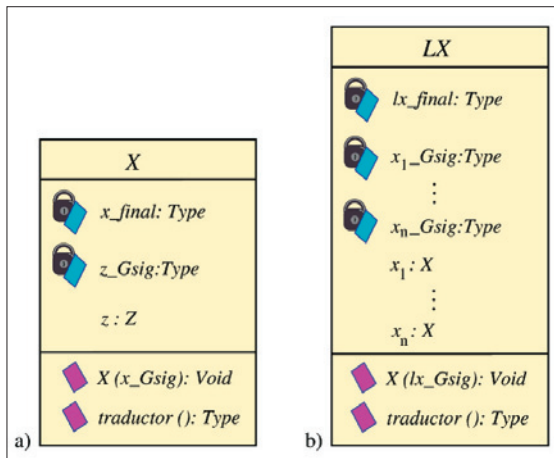 X
x_final: Type
z_Gsig:Type
z : Z
X (x_Gsig): Void
traductor (): Type
a)
LX
lx_final: Type
x1_Gsig:Type
⋮
xn_Gsig:Type
x1 : X
⋮
xn : X
X (lx_Gsig): Void
traductor (): Type
b)